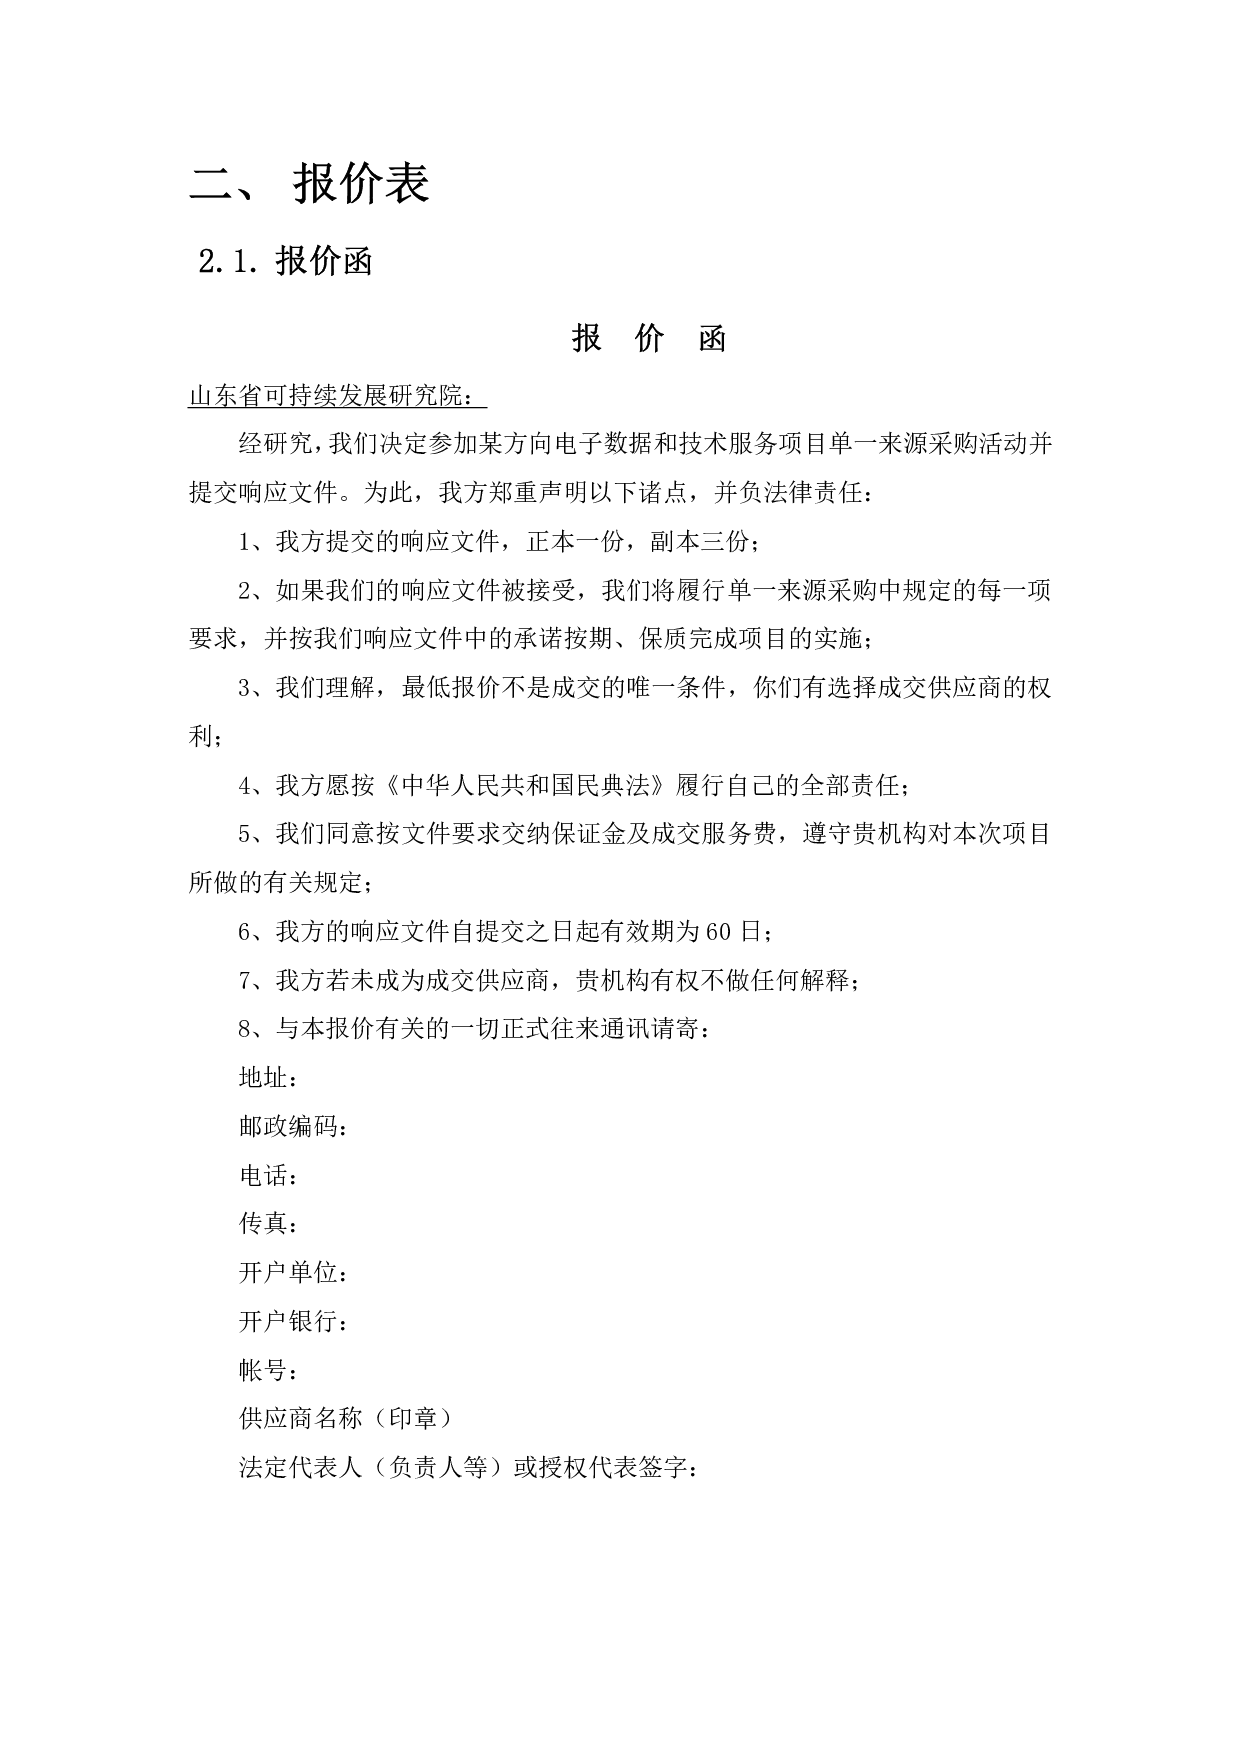 二、 报价表
2.1. 报价函
报 价 函
山东省可持续发展研究院：
经研究，我们决定参加某方向电子数据和技术服务项目单一来源采购活动并
提交响应文件。为此，我方郑重声明以下诸点，并负法律责任：
1、我方提交的响应文件，正本一份，副本三份；
2、如果我们的响应文件被接受，我们将履行单一来源采购中规定的每一项
要求，并按我们响应文件中的承诺按期、保质完成项目的实施；
3、我们理解，最低报价不是成交的唯一条件，你们有选择成交供应商的权
利；
4、我方愿按《中华人民共和国民典法》履行自己的全部责任；
5、我们同意按文件要求交纳保证金及成交服务费，遵守贵机构对本次项目
所做的有关规定；
6、我方的响应文件自提交之日起有效期为 60 日；
7、我方若未成为成交供应商，贵机构有权不做任何解释；
8、与本报价有关的一切正式往来通讯请寄：
地址：
邮政编码：
电话：
传真：
开户单位：
开户银行：
帐号：
供应商名称（印章）
法定代表人（负责人等）或授权代表签字：